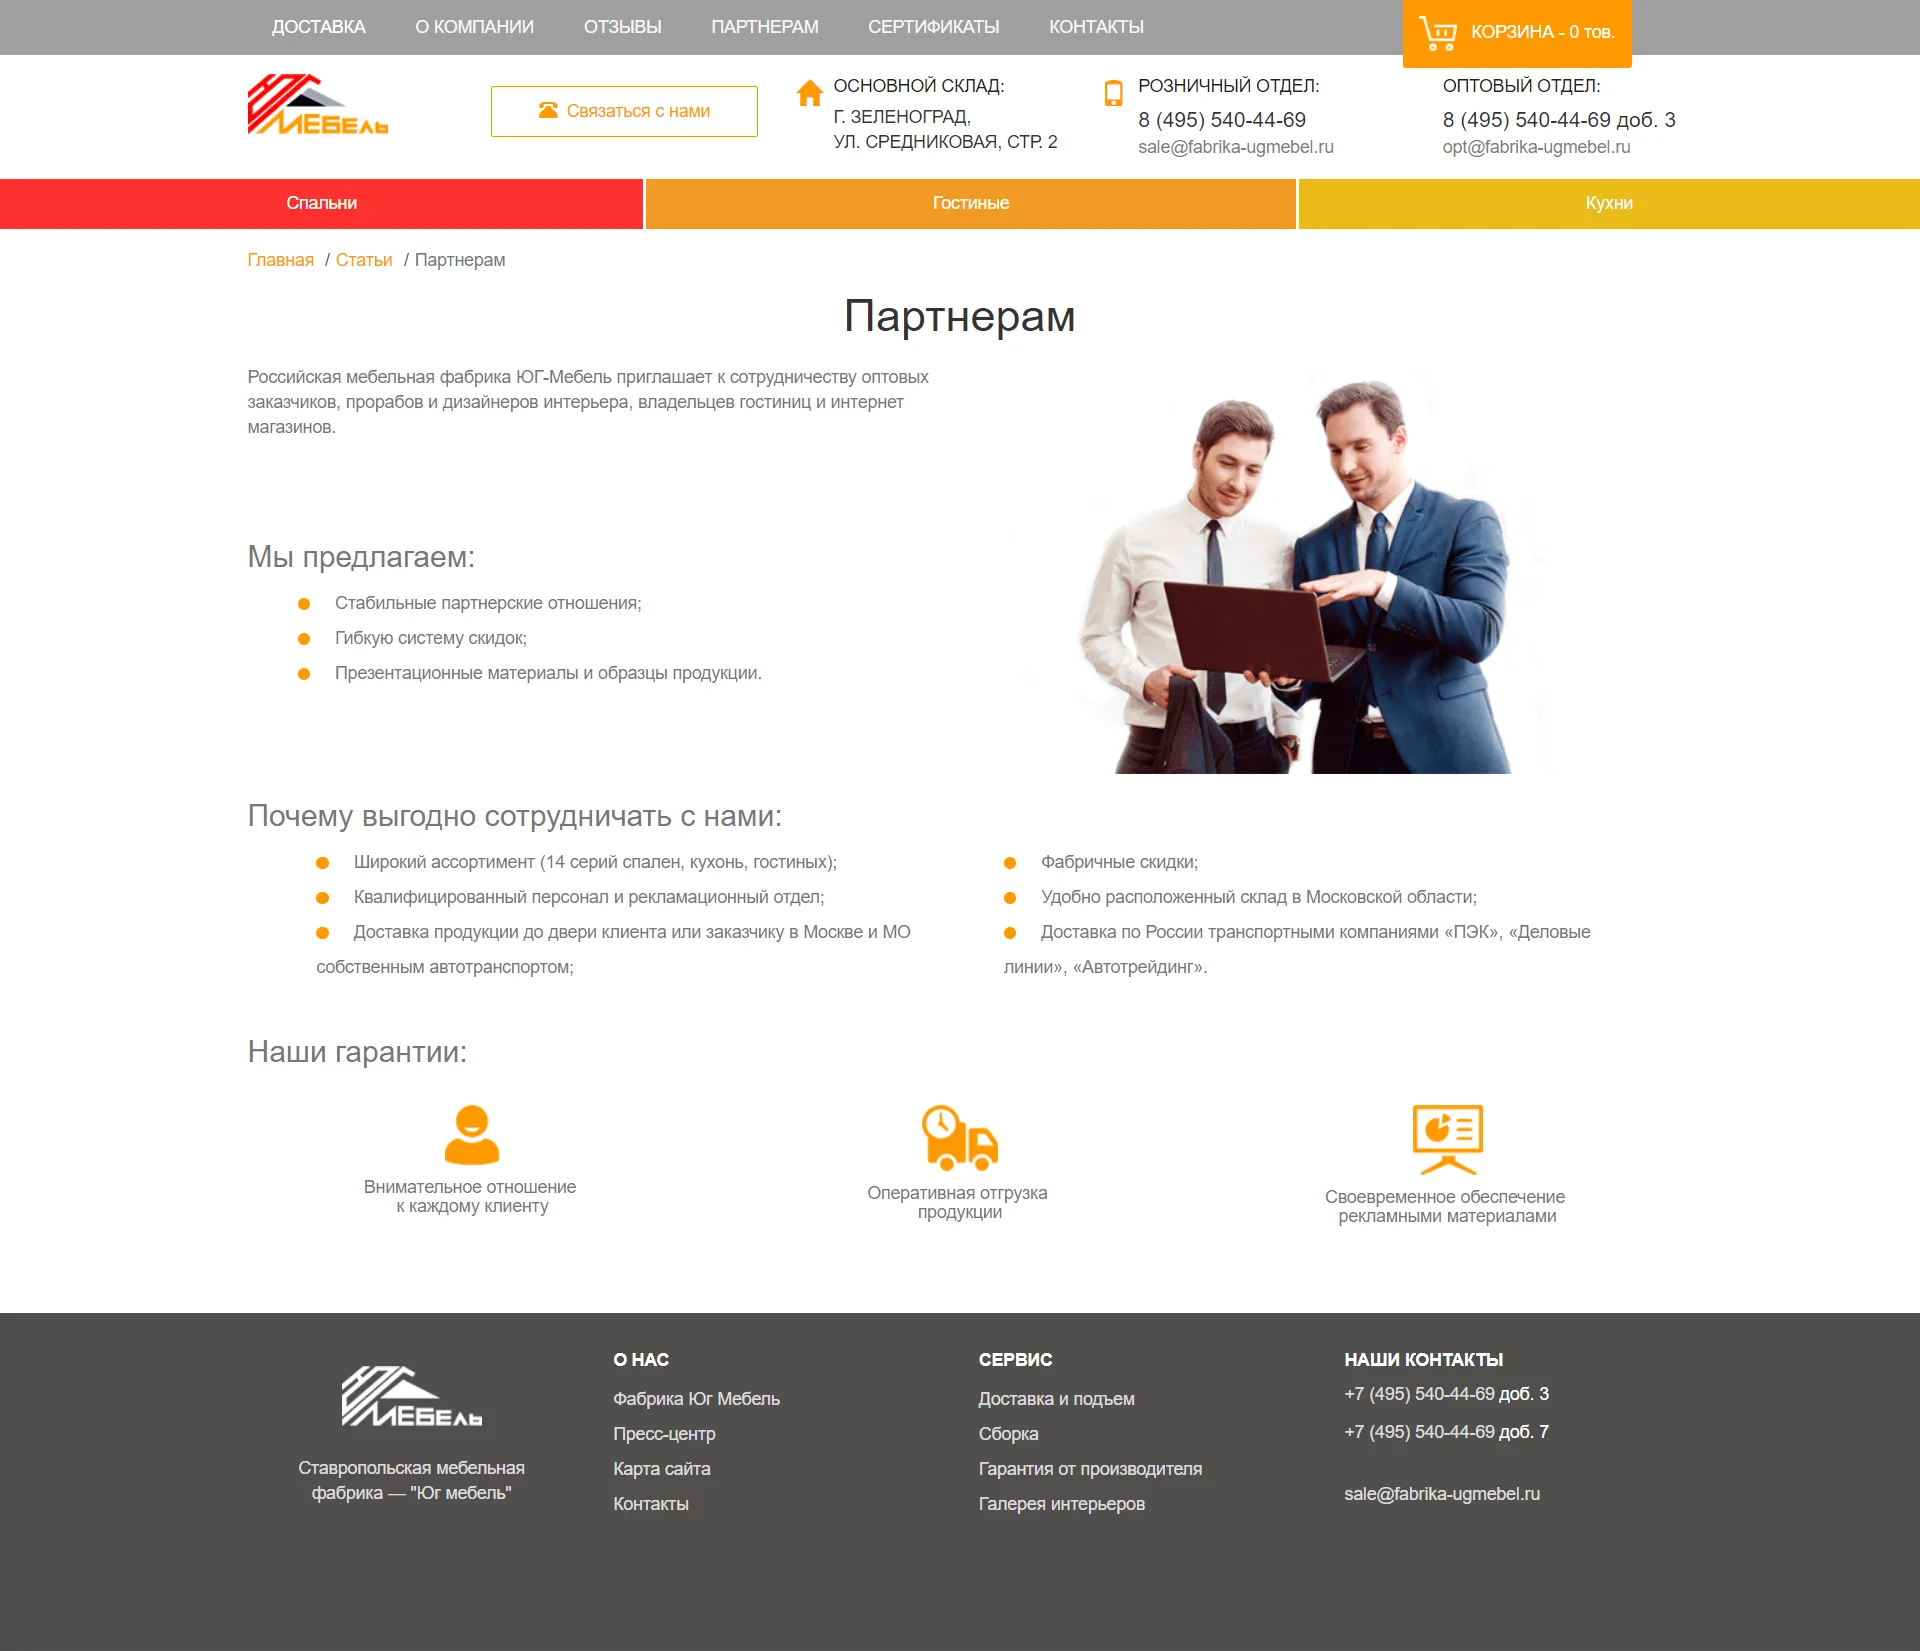 ДОСТАВКА
О КОМПАНИИ
ОТЗЫВЫ
ПАРТНЕРАМ
СЕРТИФИКАТЫ
КОНТАКТЫ
КОРЗИНА - 0 тов.
ЮГ
МЕБЕЛЬ
Связаться с нами
ОСНОВНОЙ СКЛАД:
Г. ЗЕЛЕНОГРАД,
УЛ. СРЕДНИКОВАЯ, СТР. 2
РОЗНИЧНЫЙ ОТДЕЛ:
8 (495) 540-44-69
sale@fabrika-ugmebel.ru
ОПТОВЫЙ ОТДЕЛ:
8 (495) 540-44-69 доб. 3
opt@fabrika-ugmebel.ru
Спальни
Гостиные
Кухни
Главная / Статьи / Партнерам
Партнерам
Российская мебельная фабрика ЮГ-Мебель приглашает к сотрудничеству оптовых
заказчиков, прорабов и дизайнеров интерьера, владельцев гостиниц и интернет
магазинов.
Мы предлагаем:
Стабильные партнерские отношения;
Гибкую систему скидок;
Презентационные материалы и образцы продукции.
Почему выгодно сотрудничать с нами:
Широкий ассортимент (14 серий спален, кухонь, гостиных);
Квалифицированный персонал и рекламационный отдел;
Доставка продукции до двери клиента или заказчику в Москве и МО
собственным автотранспортом;
Фабричные скидки;
Удобно расположенный склад в Московской области;
Доставка по России транспортными компаниями «ПЭК», «Деловые
линии», «Автотрейдинг».
Наши гарантии:
Внимательное отношение
к каждому клиенту
Оперативная отгрузка
продукции
Своевременное обеспечение
рекламными материалами
ЮГ
МЕБЕЛЬ
Ставропольская мебельная
фабрика — "Юг мебель"
О НАС
Фабрика Юг Мебель
Пресс-центр
Карта сайта
Контакты
СЕРВИС
Доставка и подъем
Сборка
Гарантия от производителя
Галерея интерьеров
НАШИ КОНТАКТЫ
+7 (495) 540-44-69 доб. 3
+7 (495) 540-44-69 доб. 7
sale@fabrika-ugmebel.ru